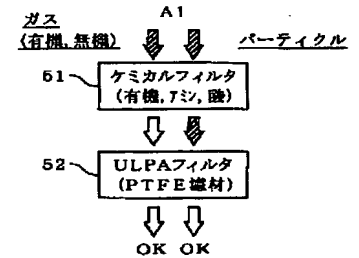 A1
ガス
(有機,無機)
パーティクル
51
ケミカルフィルタ
(有機,アミン,酸)
52
ULPAフィルタ
(PTFE濾材)
OK OK